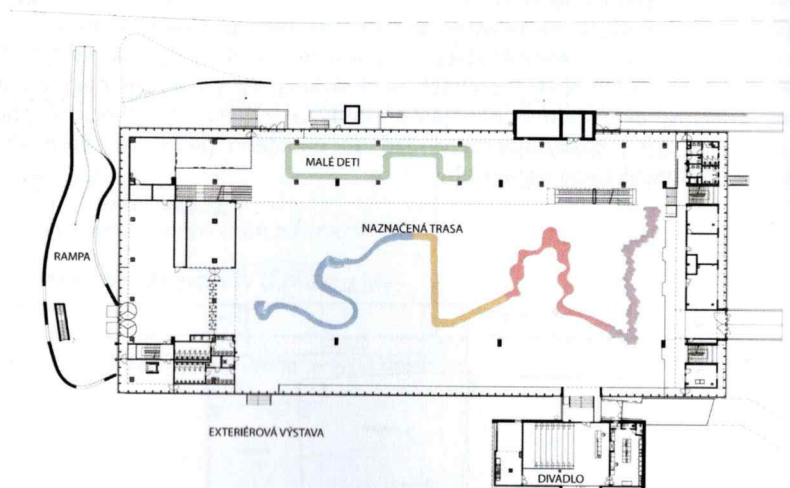 MALÉ DETI
NAZNAČENÁ TRASA
RAMPA
EXTERIÉROVÁ VÝSTAVA
DIVADLO